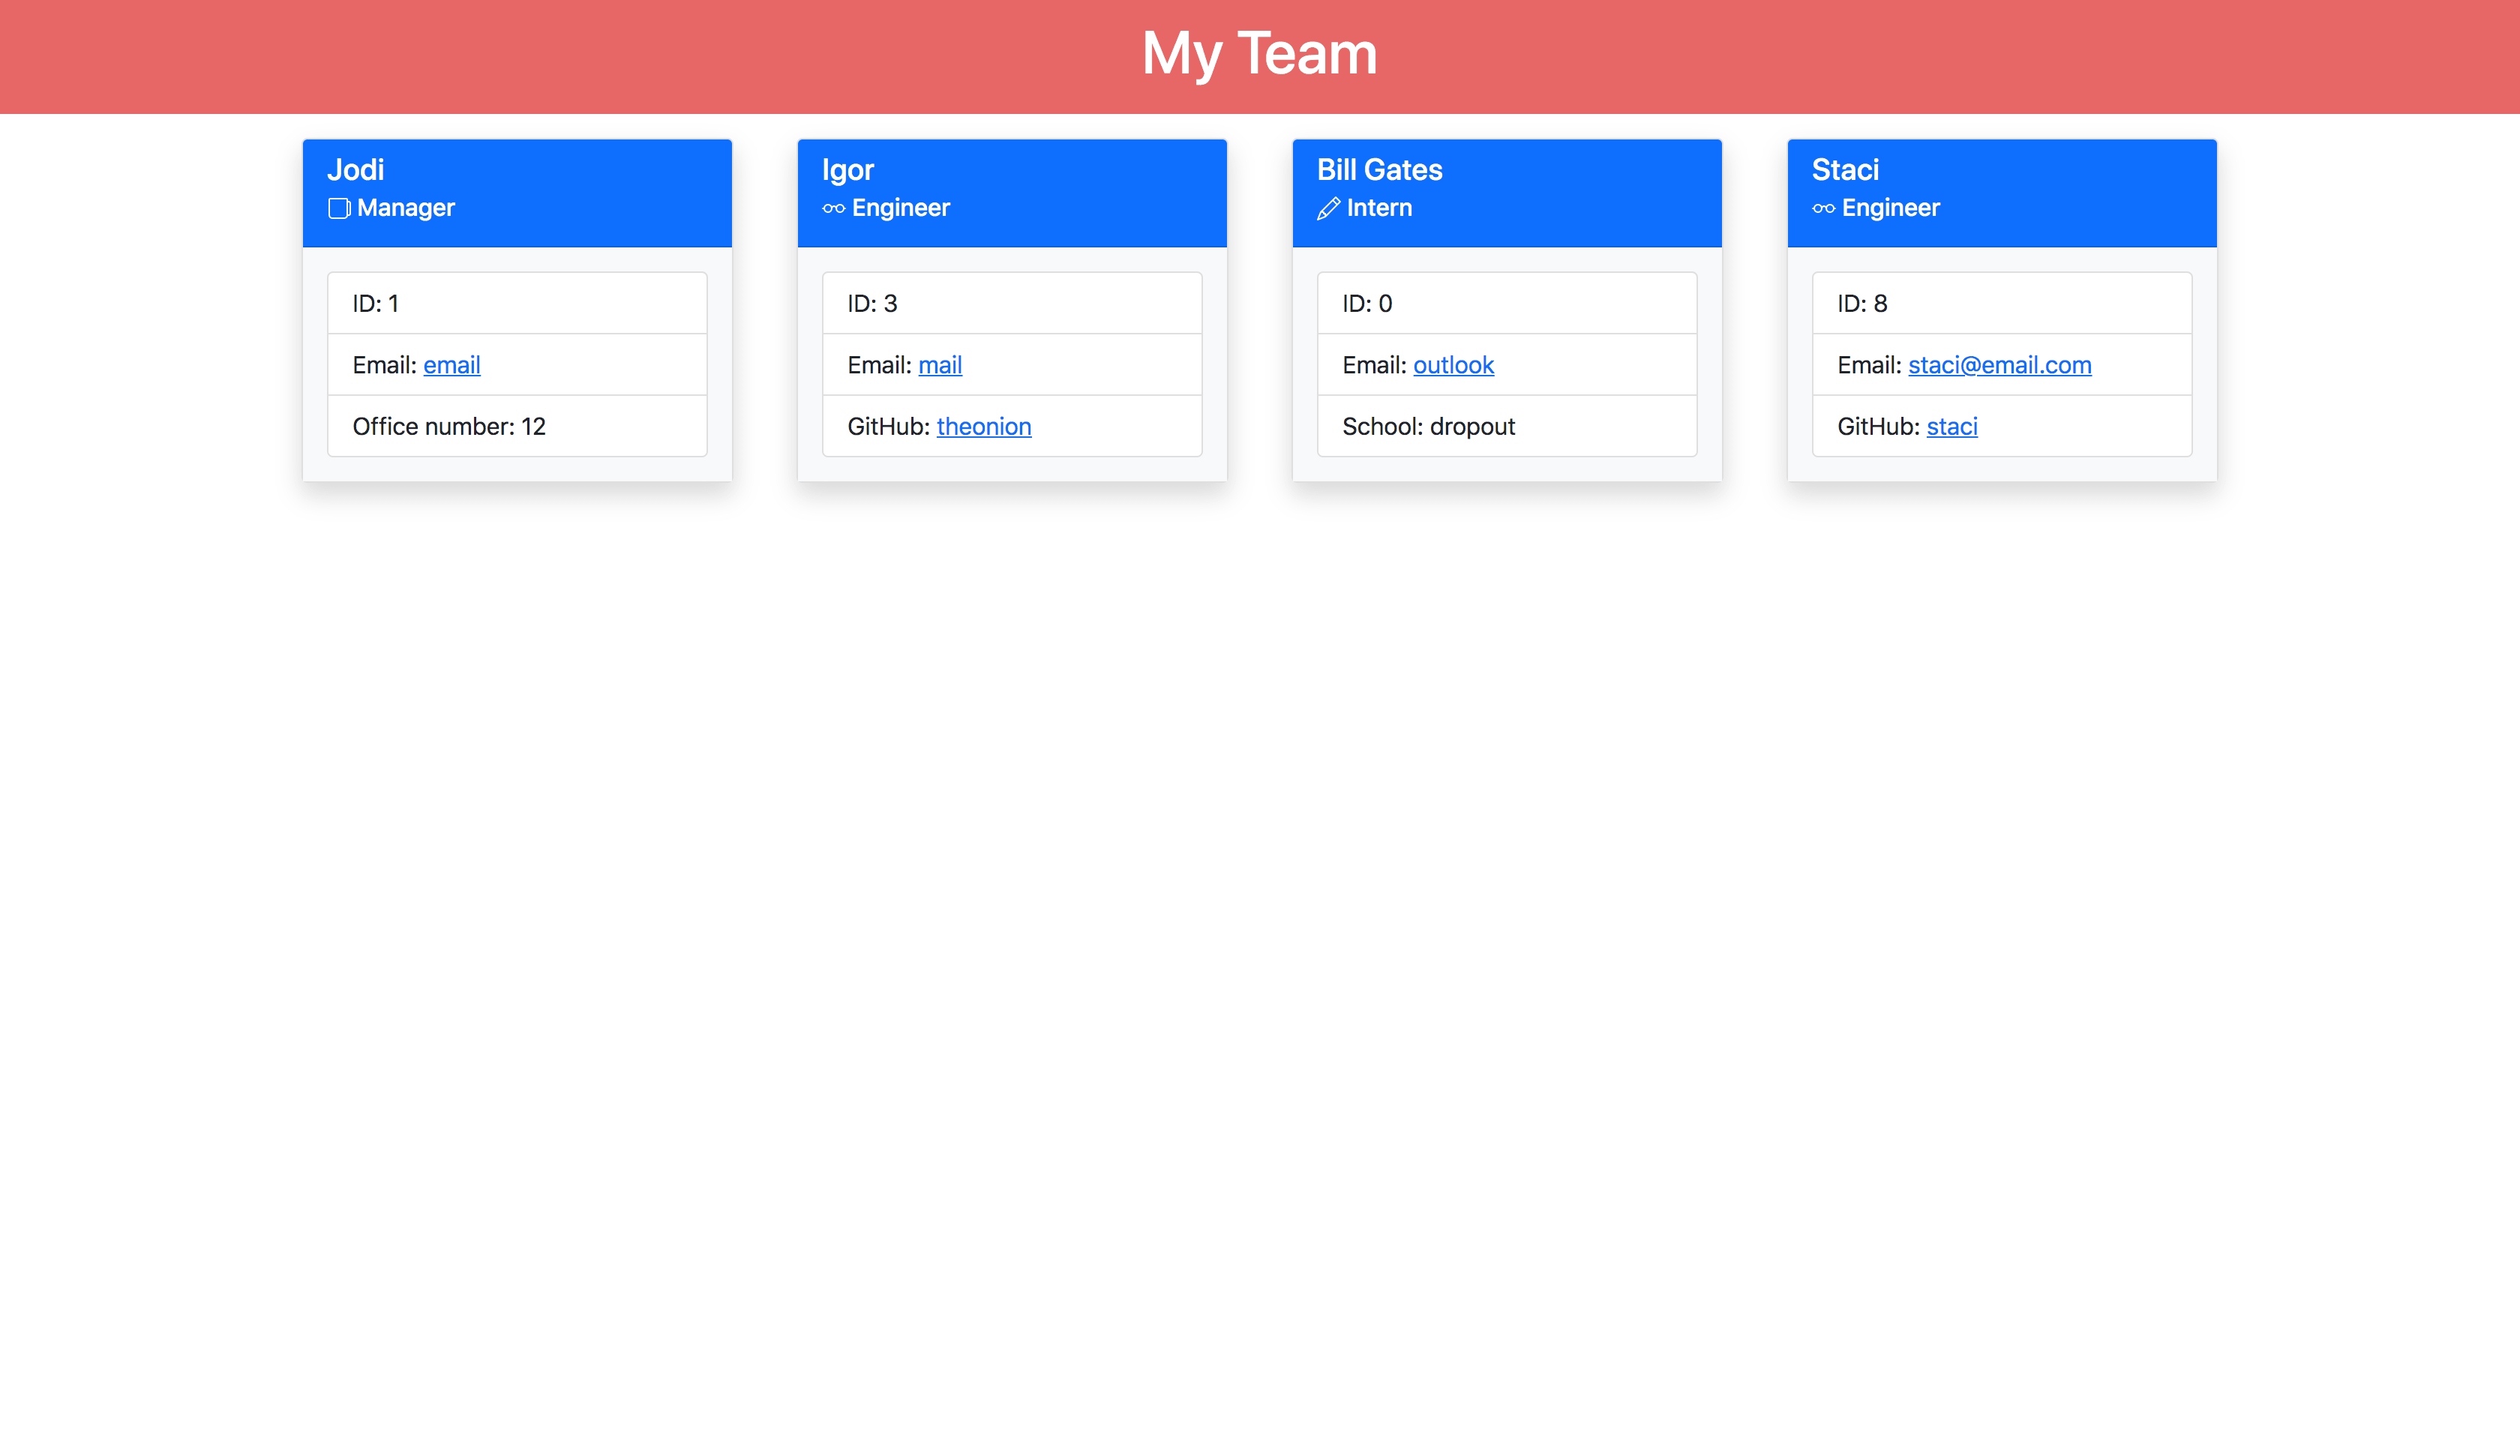 My Team
Jodi
Manager
ID: 1
Email: email
Office number: 12
Igor
Engineer
ID: 3
Email: mail
GitHub: theonion
Bill Gates
Intern
ID: 0
Email: outlook
School: dropout
Staci
Engineer
ID: 8
Email: staci@email.com
GitHub: staci